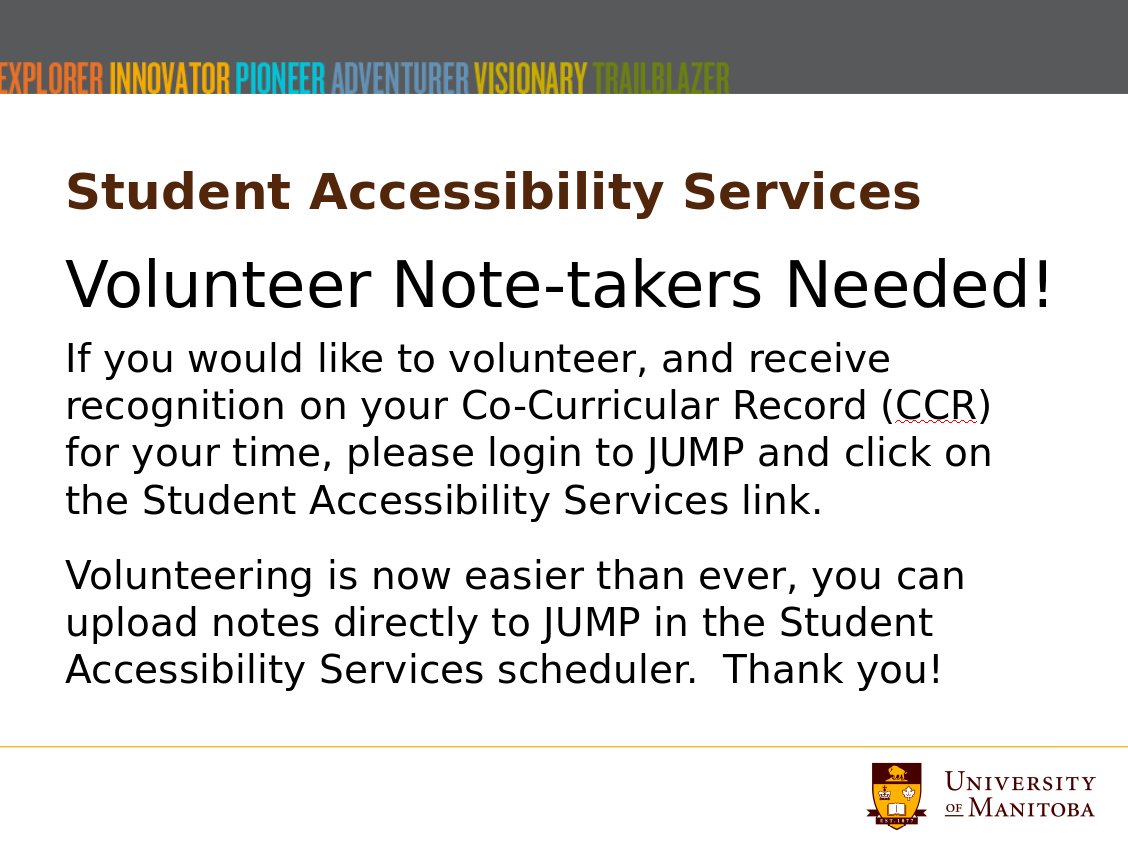 EXPLORER INNOVATOR PIONEER ADVENTURER VISIONARY TRAILBLAZER
Student Accessibility Services
Volunteer Note-takers Needed!
If you would like to volunteer, and receive
recognition on your Co-Curricular Record (CCR)
for your time, please login to JUMP and click on
the Student Accessibility Services link.
Volunteering is now easier than ever, you can
upload notes directly to JUMP in the Student
Accessibility Services scheduler.  Thank you!
EST. 1877
UNIVERSITY
OF MANITOBA